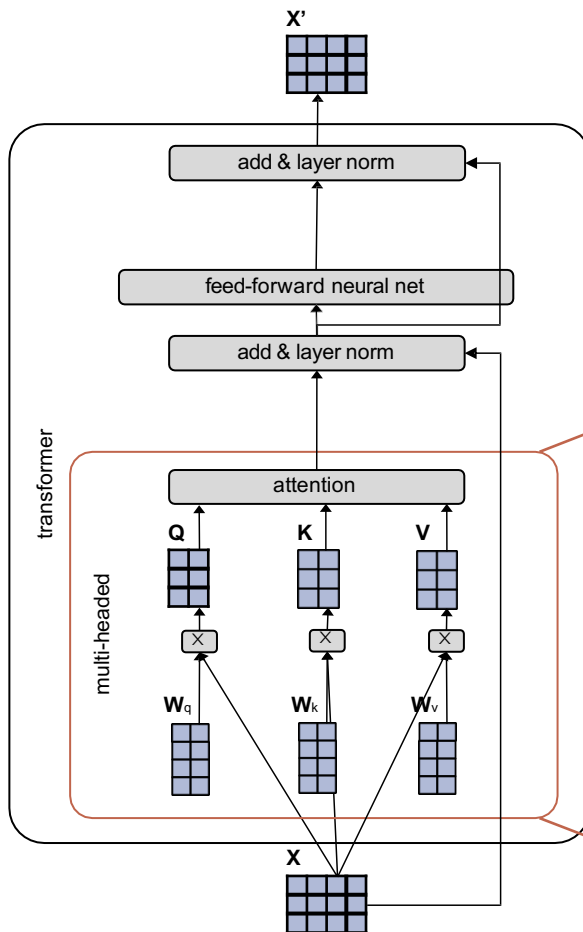 X’
add & layer norm
feed-forward neural net
add & layer norm
transformer
attention
Q K V
X X X
multi-headed
Wq Wk Wv
X